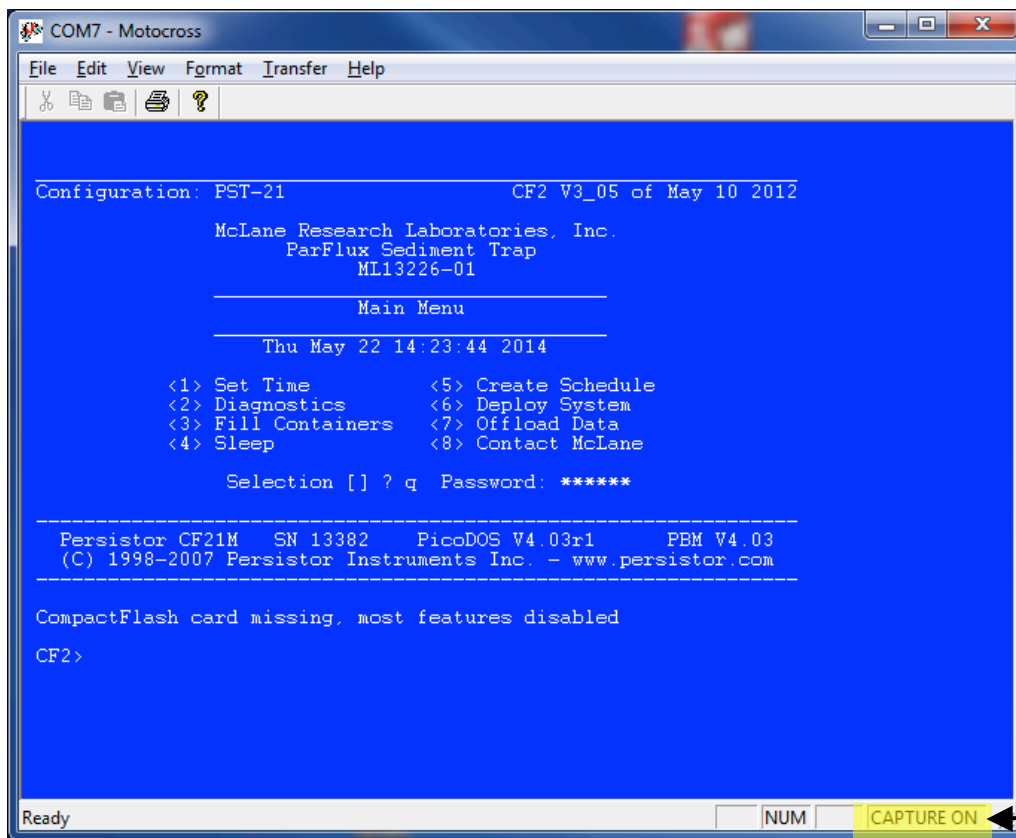 COM7 - Motocross
File Edit View Format Transfer Help
Configuration: PST-21 CF2 V3_05 of May 10 2012
McLane Research Laboratories, Inc.
ParFlux Sediment Trap
ML13226-01
Main Menu
Thu May 22 14:23:44 2014
<1> Set Time <5> Create Schedule
<2> Diagnostics <6> Deploy System
<3> Fill Containers <7> Offload Data
<4> Sleep <8> Contact McLane
Selection [] ? q Password: ******
Persistor CF21M SN 13382 PicoDOS V4.03r1 PBM V4.03
(C) 1998-2007 Persistor Instruments Inc. - www.persistor.com
CompactFlash card missing, most features disabled
CF2>
Ready NUM CAPTURE ON